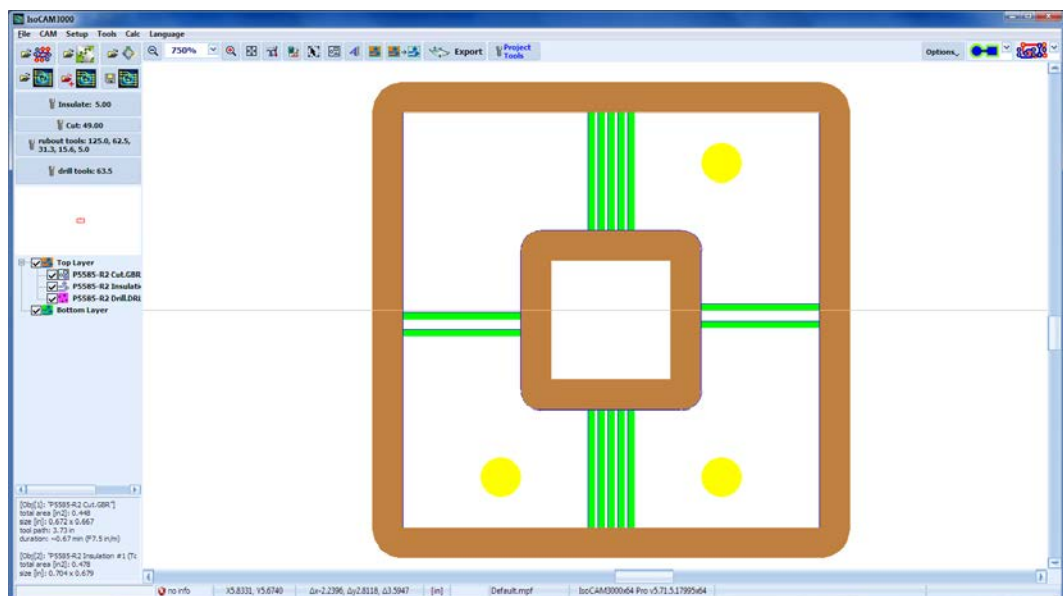 IsoCAM3000
File CAM Setup Tools Calc Language
750%
Export
Project
Tools
Options
Insulate: 5.00
Cut: 49.00
rubout tools: 125.0, 62.5,
31.3, 15.6, 5.0
drill tools: 63.5
Top Layer
P5585-R2 Cut.GBR
P5585-R2 Insulati
P5585-R2 Drill.DRI
Bottom Layer
[Obj[1]: "P5585-R2 Cut.GBR"]
total area [in2]: 0.448
size [in]: 0.672 x 0.667
tool path: 3.73 in
duration: ~0.67 min (F7.5 in/m)
[Obj[2]: "P5585-R2 Insulation #1 (Tc
total area [in2]: 0.478
size [in]: 0.704 x 0.679
no info X5.8331, Y5.6740 Δx-2.2396, Δy2.8118, Δ3.5947 [in] Default.mpf IsoCAM3000x64 Pro v5.71.5.17995x64